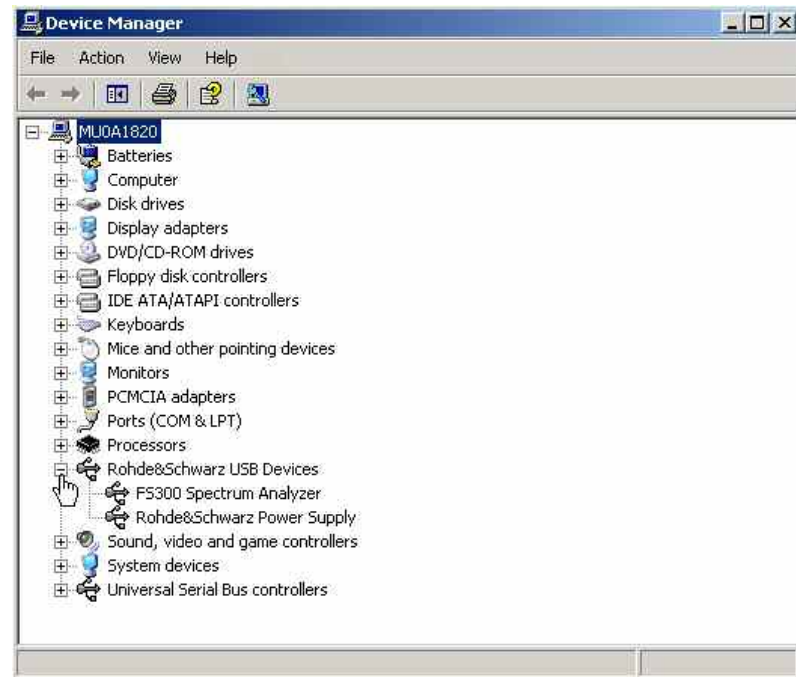 Device Manager
File Action View Help
MU0A1820
Batteries
Computer
Disk drives
Display adapters
DVD/CD-ROM drives
Floppy disk controllers
IDE ATA/ATAPI controllers
Keyboards
Mice and other pointing devices
Monitors
PCMCIA adapters
Ports (COM & LPT)
Processors
Rohde&Schwarz USB Devices
FS300 Spectrum Analyzer
Rohde&Schwarz Power Supply
Sound, video and game controllers
System devices
Universal Serial Bus controllers